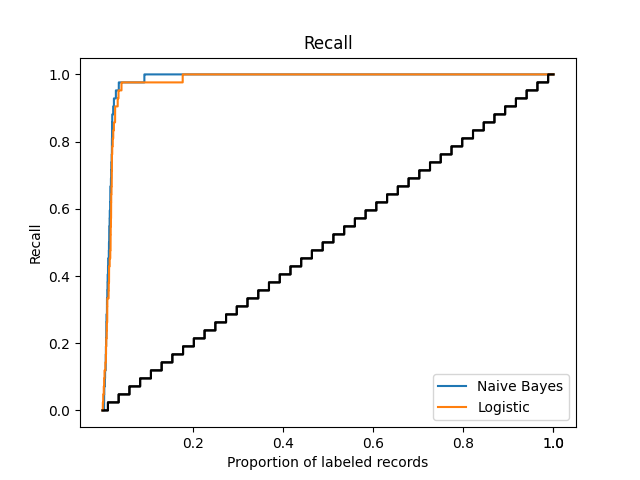 Recall
1.0
0.8
0.6
0.4
0.2
0.0
Recall
Naive Bayes
Logistic
0.2 0.4 0.6 0.8 1.0
Proportion of labeled records